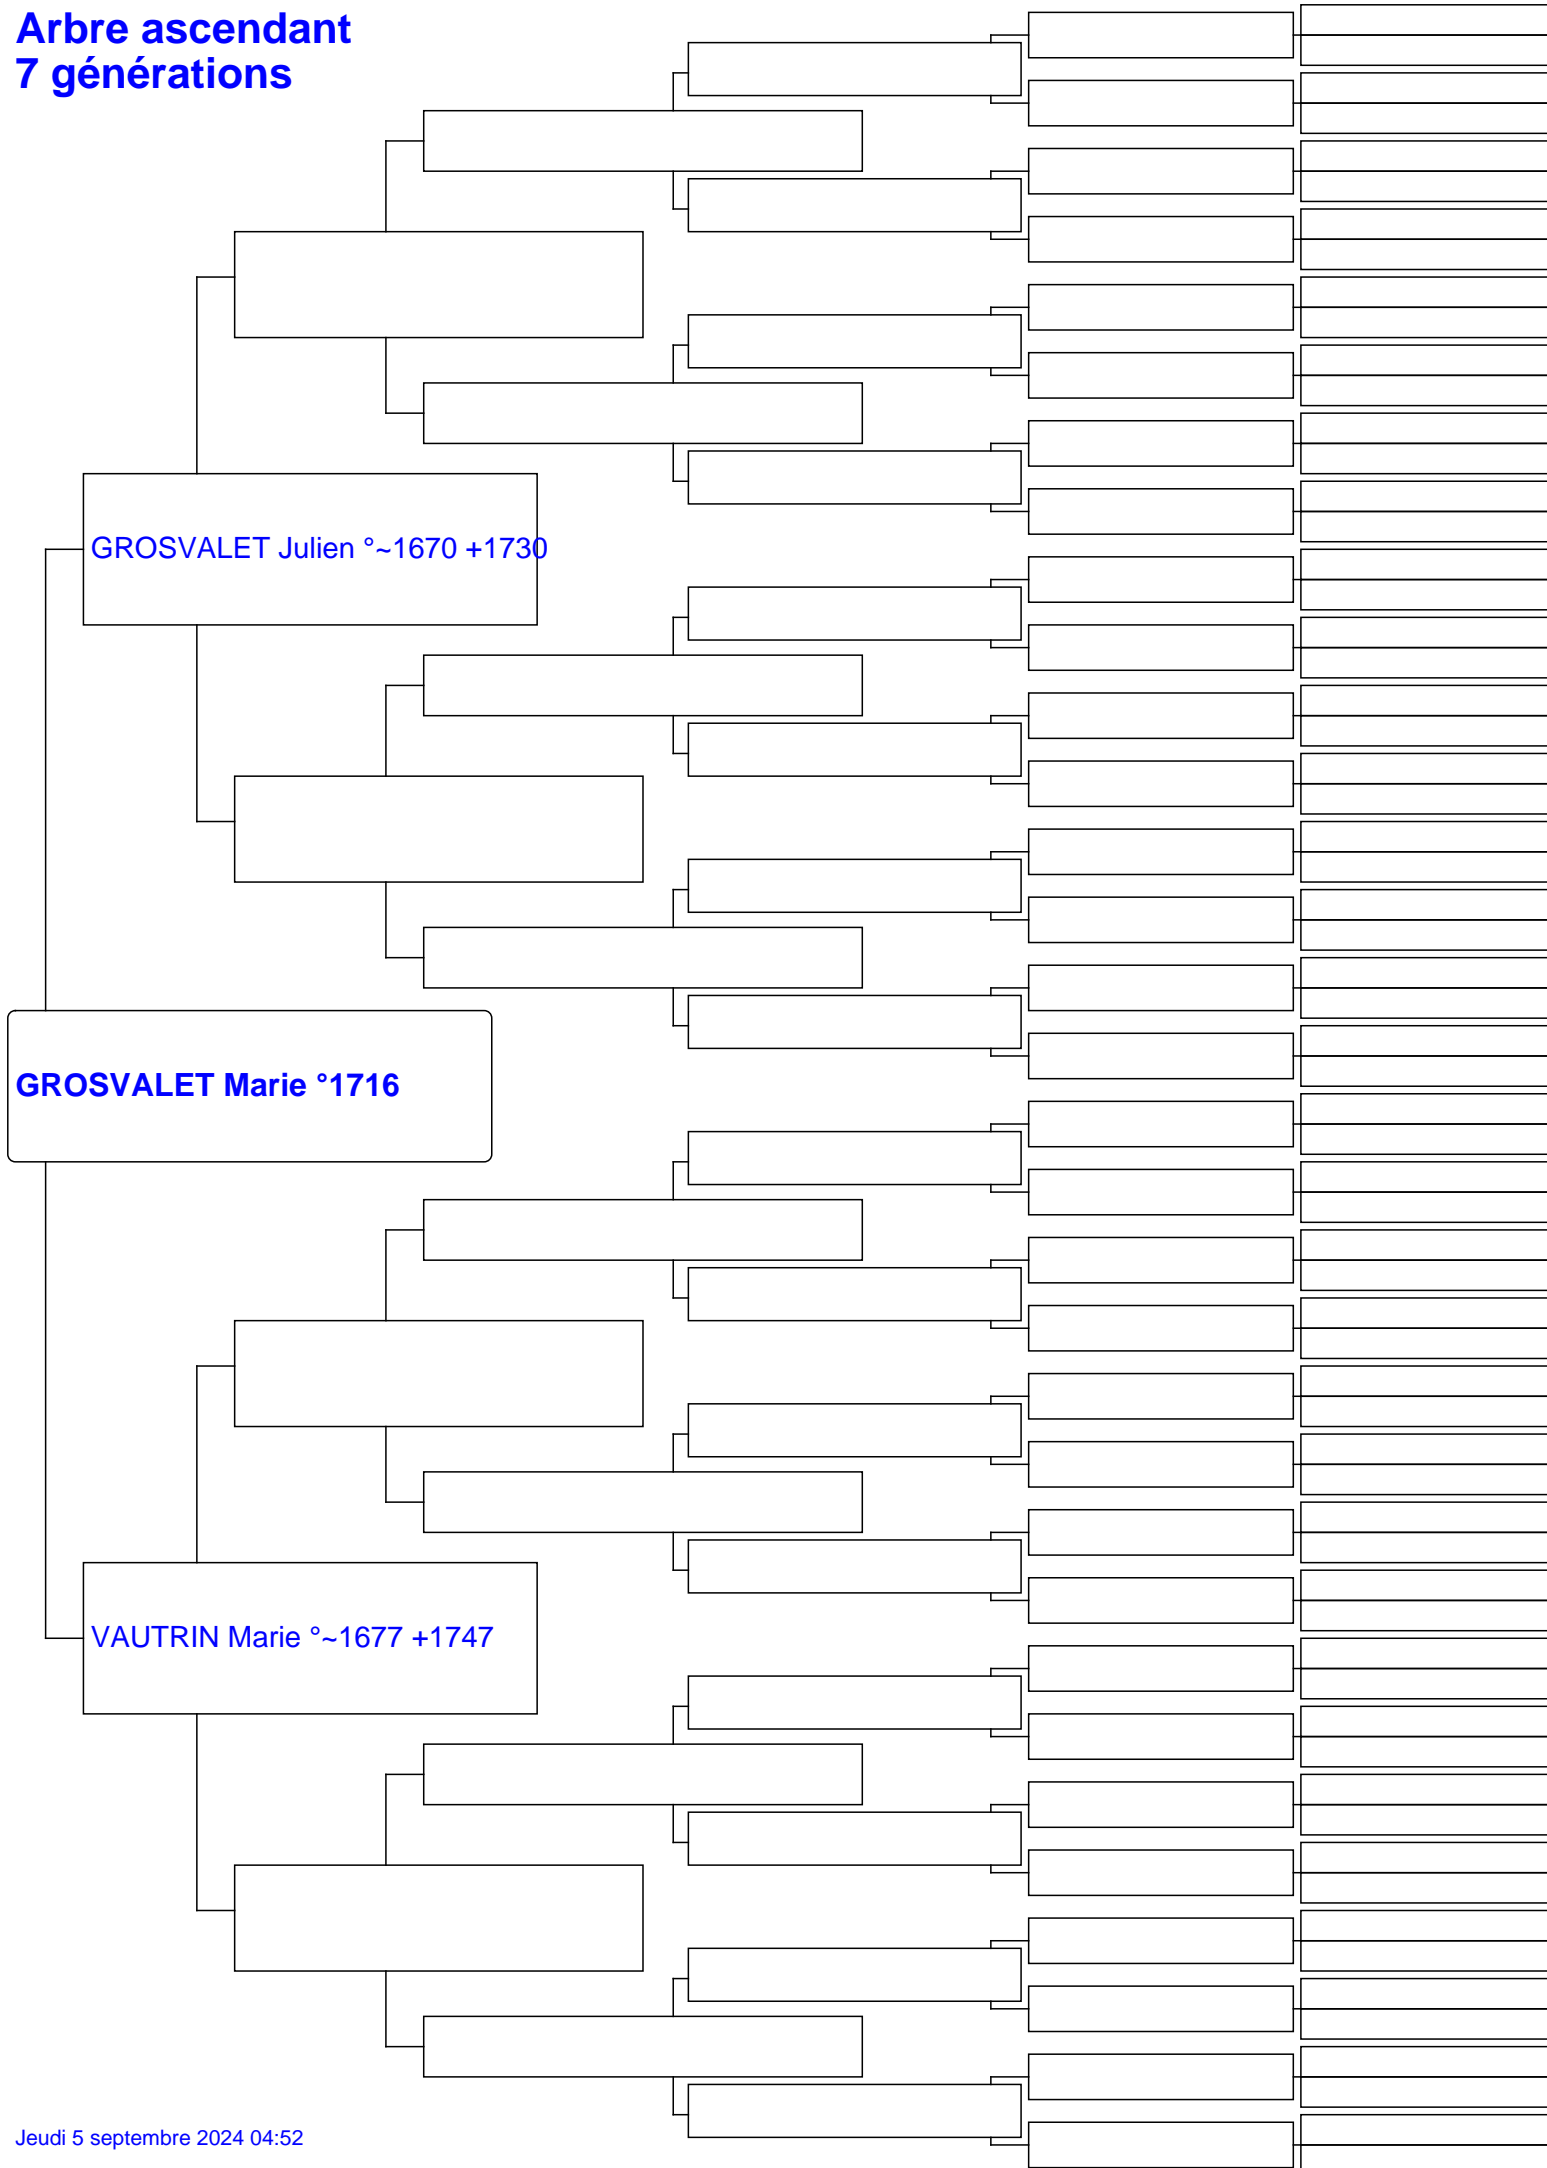 Arbre ascendant
7 générations
GROSVALET Julien °~1670 +1730
GROSVALET Marie °1716
VAUTRIN Marie °~1677 +1747
Jeudi 5 septembre 2024 04:52